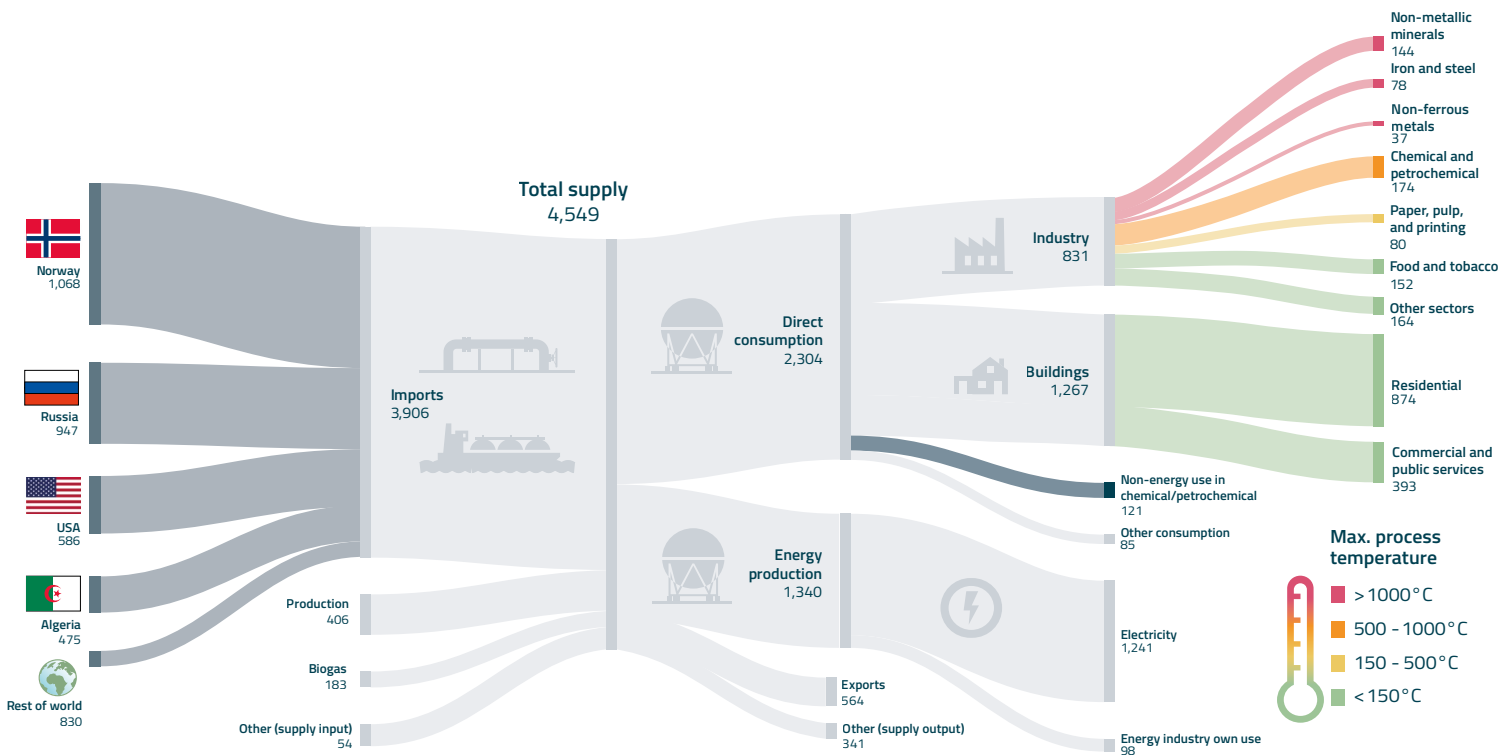 Total supply
4,549
Norway
1,068
Russia
947
USA
586
Algeria
475
Rest of world
830
Imports
3,906
Production
406
Biogas
183
Other (supply input)
54
Direct
consumption
2,304
Energy
production
1,340
Exports
564
Other (supply output)
341
Industry
831
Buildings
1,267
Non-energy use in
chemical/petrochemical
121
Other consumption
85
Electricity
1,241
Energy industry own use
98
Non-metallic
minerals
144
Iron and steel
78
Non-ferrous
metals
37
Chemical and
petrochemical
174
Paper, pulp,
and printing
80
Food and tobacco
152
Other sectors
164
Residential
874
Commercial and
public services
393
Max. process
temperature
>1000°C
500 - 1000°C
150 - 500°C
<150°C